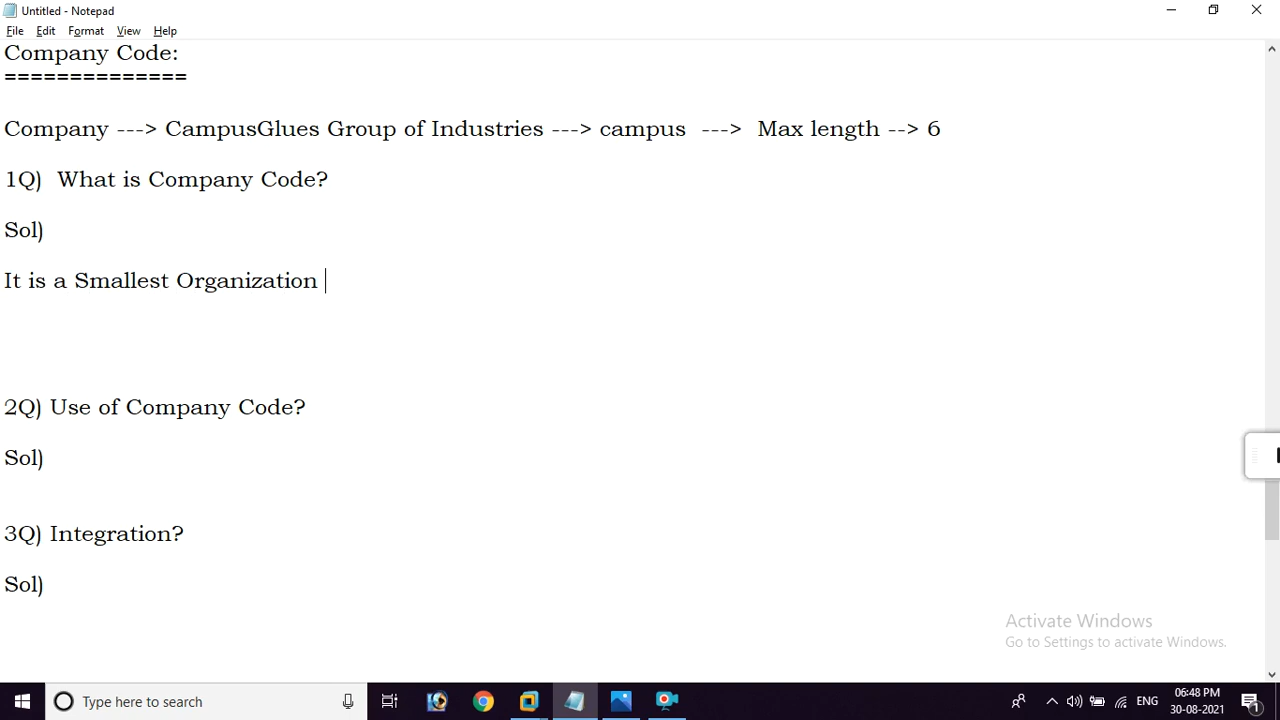 Untitled - Notepad
File Edit Format View Help
Company Code:
==============
Company ---> CampusGlues Group of Industries ---> campus ---> Max length --> 6
1Q) What is Company Code?
Sol)
It is a Smallest Organization
2Q) Use of Company Code?
Sol)
3Q) Integration?
Sol)
Activate Windows
Go to Settings to activate Windows.
Type here to search
ENG
06:48 PM
30-08-2021
1